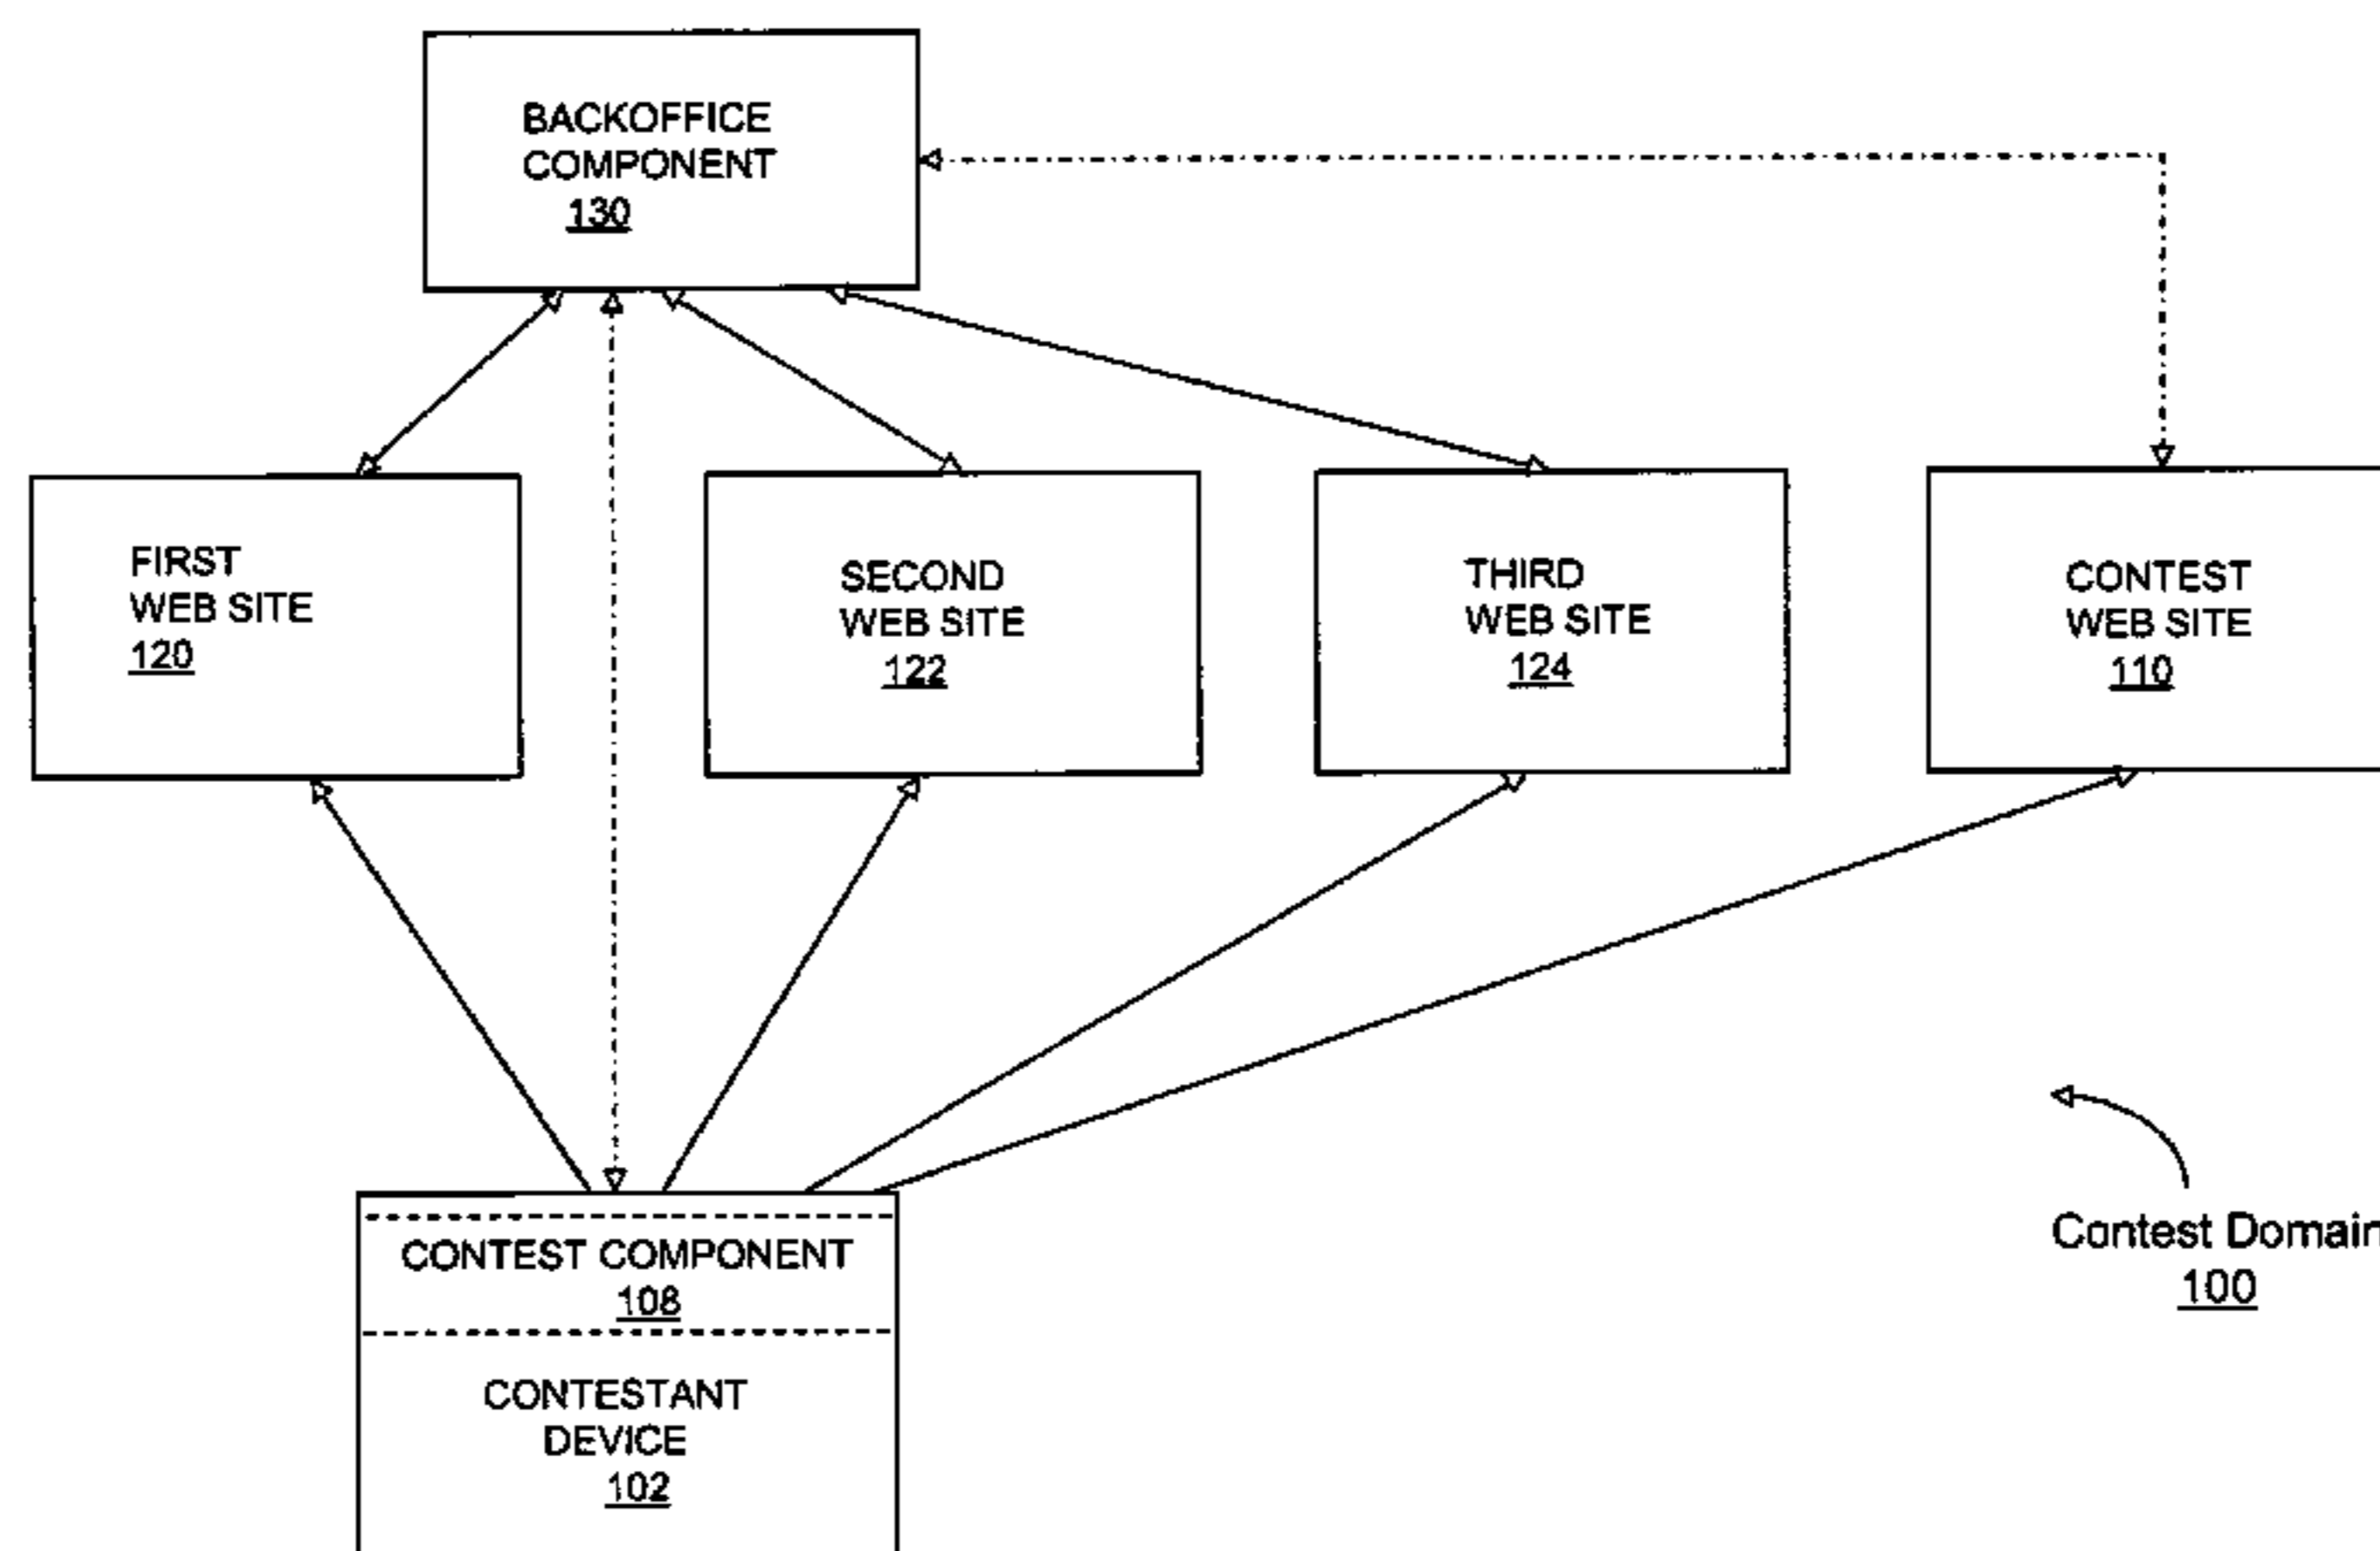 BACKOFFICE
COMPONENT
130
FIRST
WEB SITE
120
SECOND
WEB SITE
122
THIRD
WEB SITE
124
CONTEST
WEB SITE
110
CONTEST COMPONENT
108
CONTESTANT
DEVICE
102
Contest Domain
100